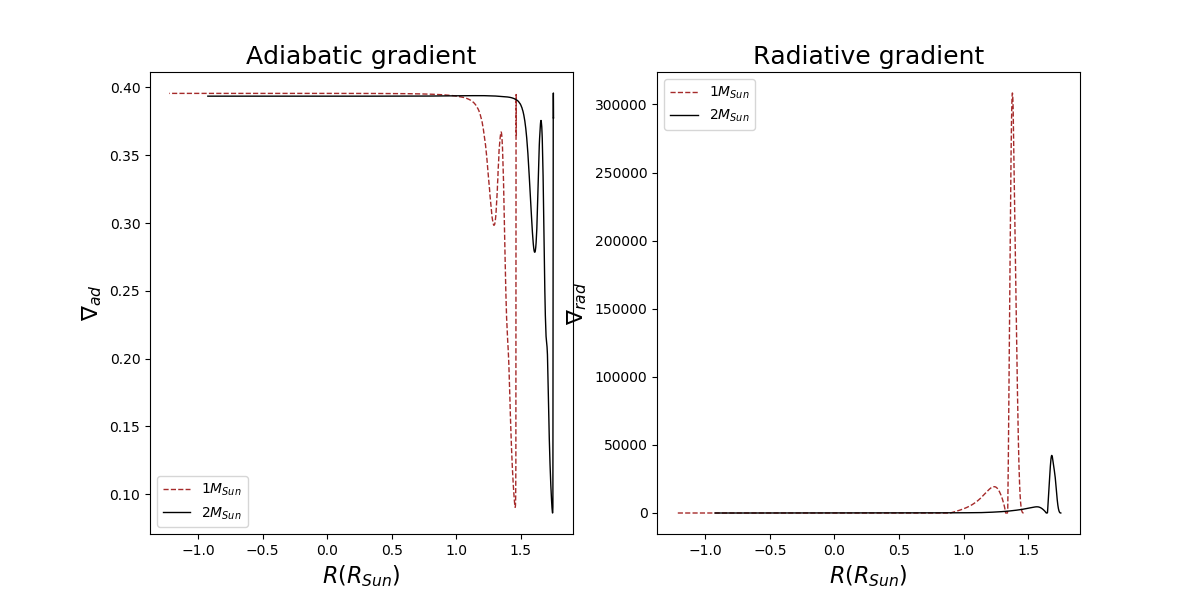 Adiabatic gradient
0.40
0.35
0.30
0.25
0.20
0.15
0.10
∇ad
1MSun
2MSun
−1.0 −0.5 0.0 0.5 1.0 1.5
R(RSun)
Radiative gradient
300000
250000
200000
150000
100000
50000
0
∇rad
1MSun
2MSun
−1.0 −0.5 0.0 0.5 1.0 1.5
R(RSun)